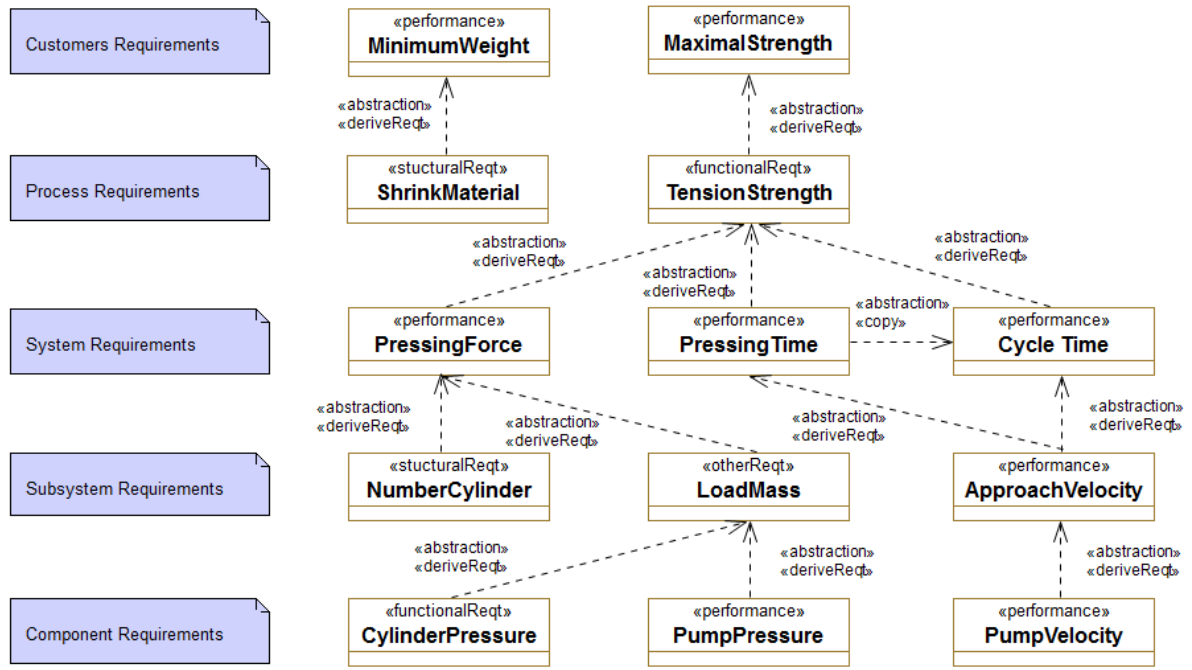 Customers Requirements
«performance»
MinimumWeight
«performance»
MaximalStrength
«abstraction»
«deriveReqt»
«abstraction»
«deriveReqt»
Process Requirements
«stucturalReqt»
ShrinkMaterial
«functionalReqt»
TensionStrength
«abstraction»
«deriveReqt»
«abstraction»
«deriveReqt»
«abstraction»
«deriveReqt»
«abstraction»
«copy»
System Requirements
«performance»
PressingForce
«performance»
PressingTime
«performance»
Cycle Time
«abstraction»
«deriveReqt»
«abstraction»
«deriveReqt»
«abstraction»
«deriveReqt»
«abstraction»
«deriveReqt»
Subsystem Requirements
«stucturalReqt»
NumberCylinder
«otherReqt»
LoadMass
«performance»
ApproachVelocity
«abstraction»
«deriveReqt»
«abstraction»
«deriveReqt»
«abstraction»
«deriveReqt»
Component Requirements
«functionalReqt»
CylinderPressure
«performance»
PumpPressure
«performance»
PumpVelocity